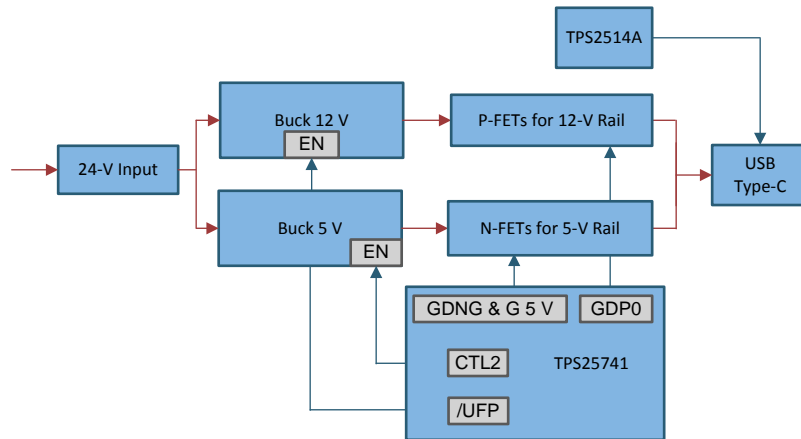 TPS2514A
Buck 12 V
EN
P-FETs for 12-V Rail
24-V Input
USB
Type-C
Buck 5 V
EN
N-FETs for 5-V Rail
GDNG & G 5 V
GDP0
CTL2
TPS25741
/UFP